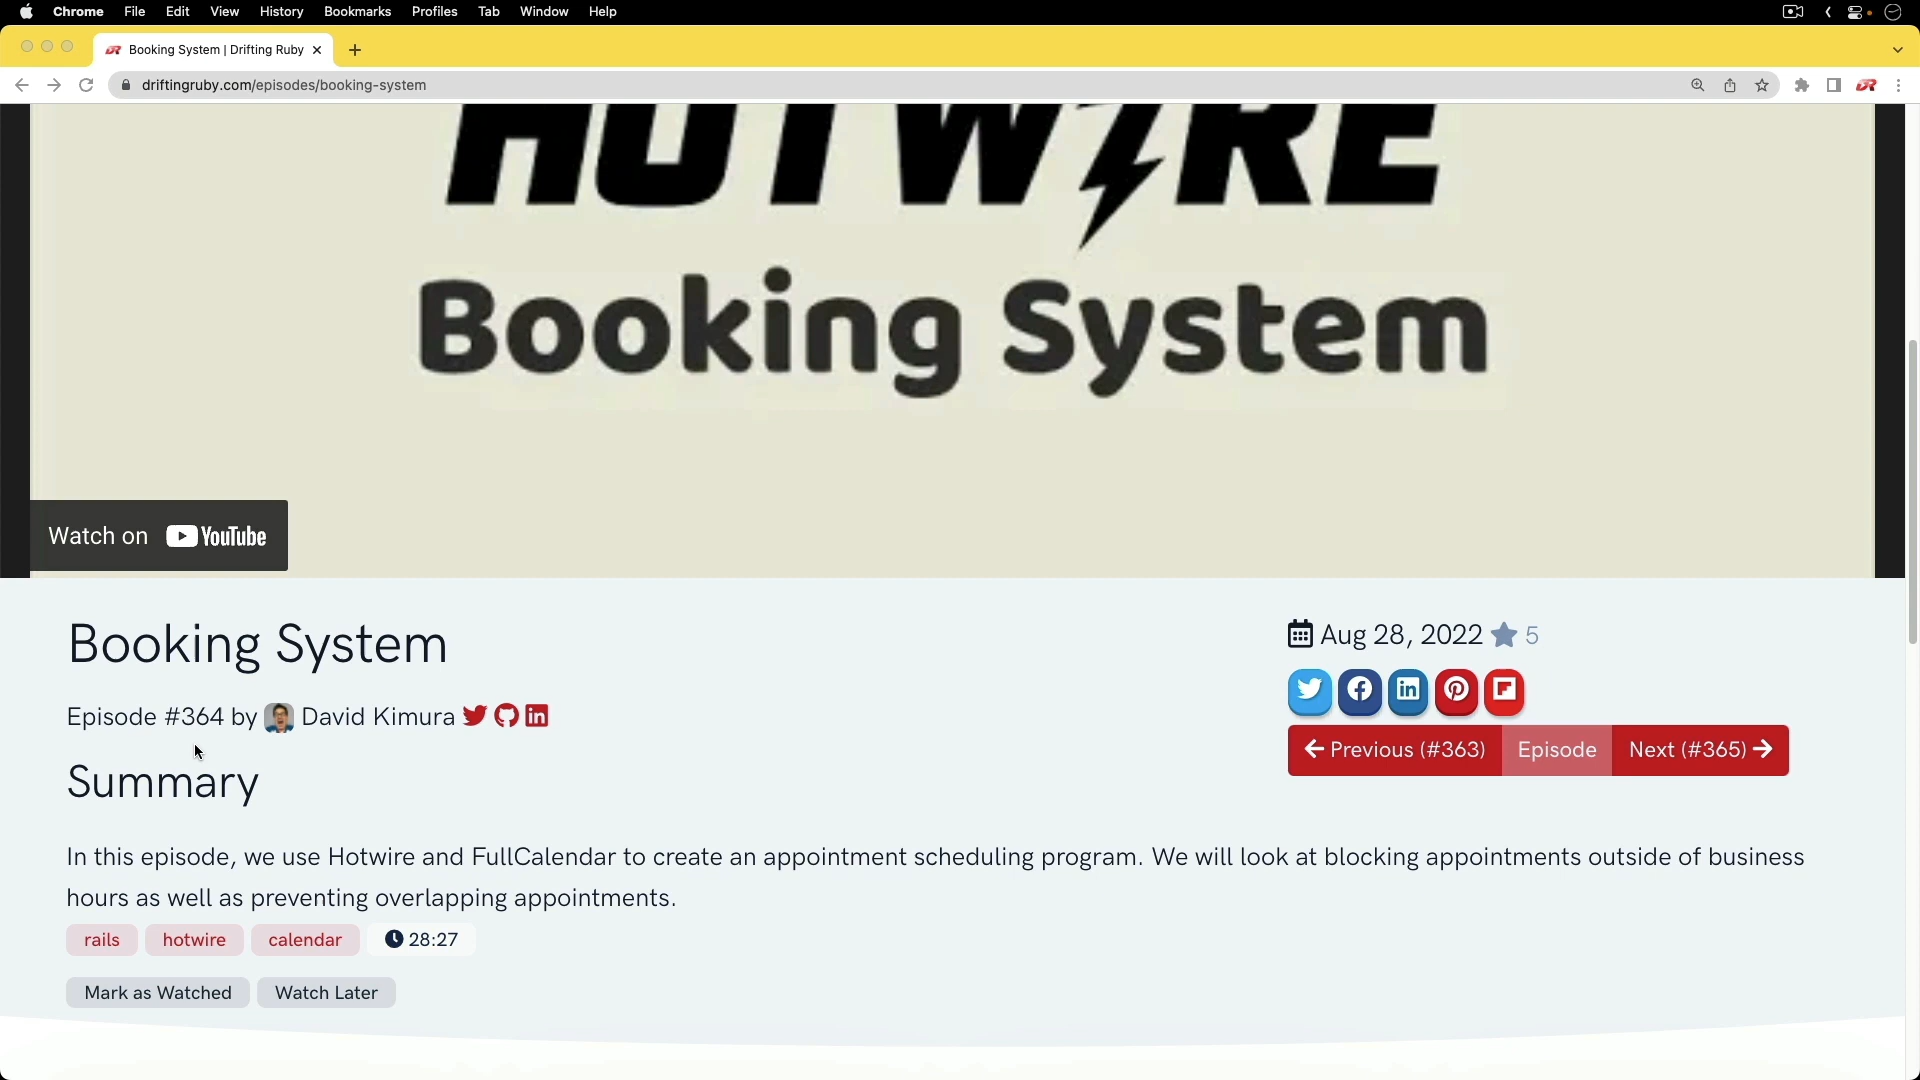 Chrome File Edit View History Bookmarks Profiles Tab Window Help
Booking System | Drifting Ruby
driftingruby.com/episodes/booking-system
HOTWIRE
Booking System
Watch on YouTube
Booking System
Aug 28, 2022 5
Episode #364 by David Kimura
Previous (#363) Episode Next (#365)
Summary
In this episode, we use Hotwire and FullCalendar to create an appointment scheduling program. We will look at blocking appointments outside of business
hours as well as preventing overlapping appointments.
rails hotwire calendar 28:27
Mark as Watched Watch Later